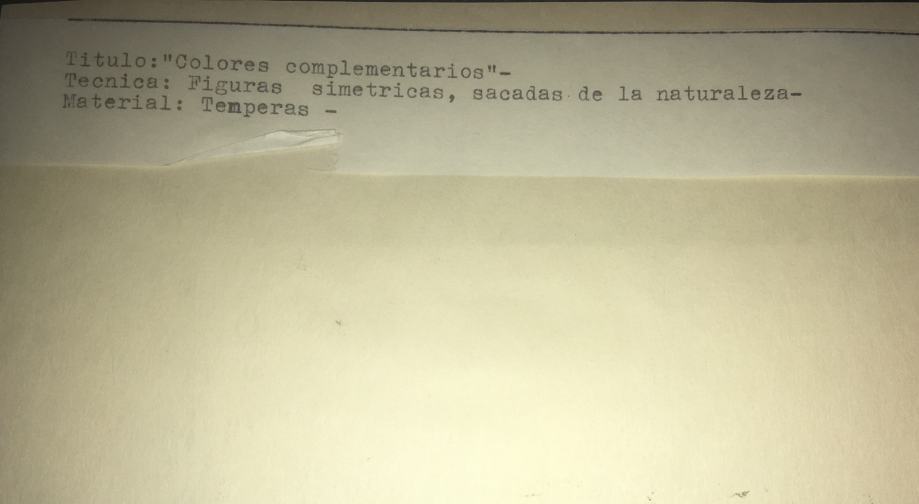 Titulo:"Colores complementarios"-
Tecnica: Figuras simetricas, sacadas de la naturaleza-
Material: Temperas -